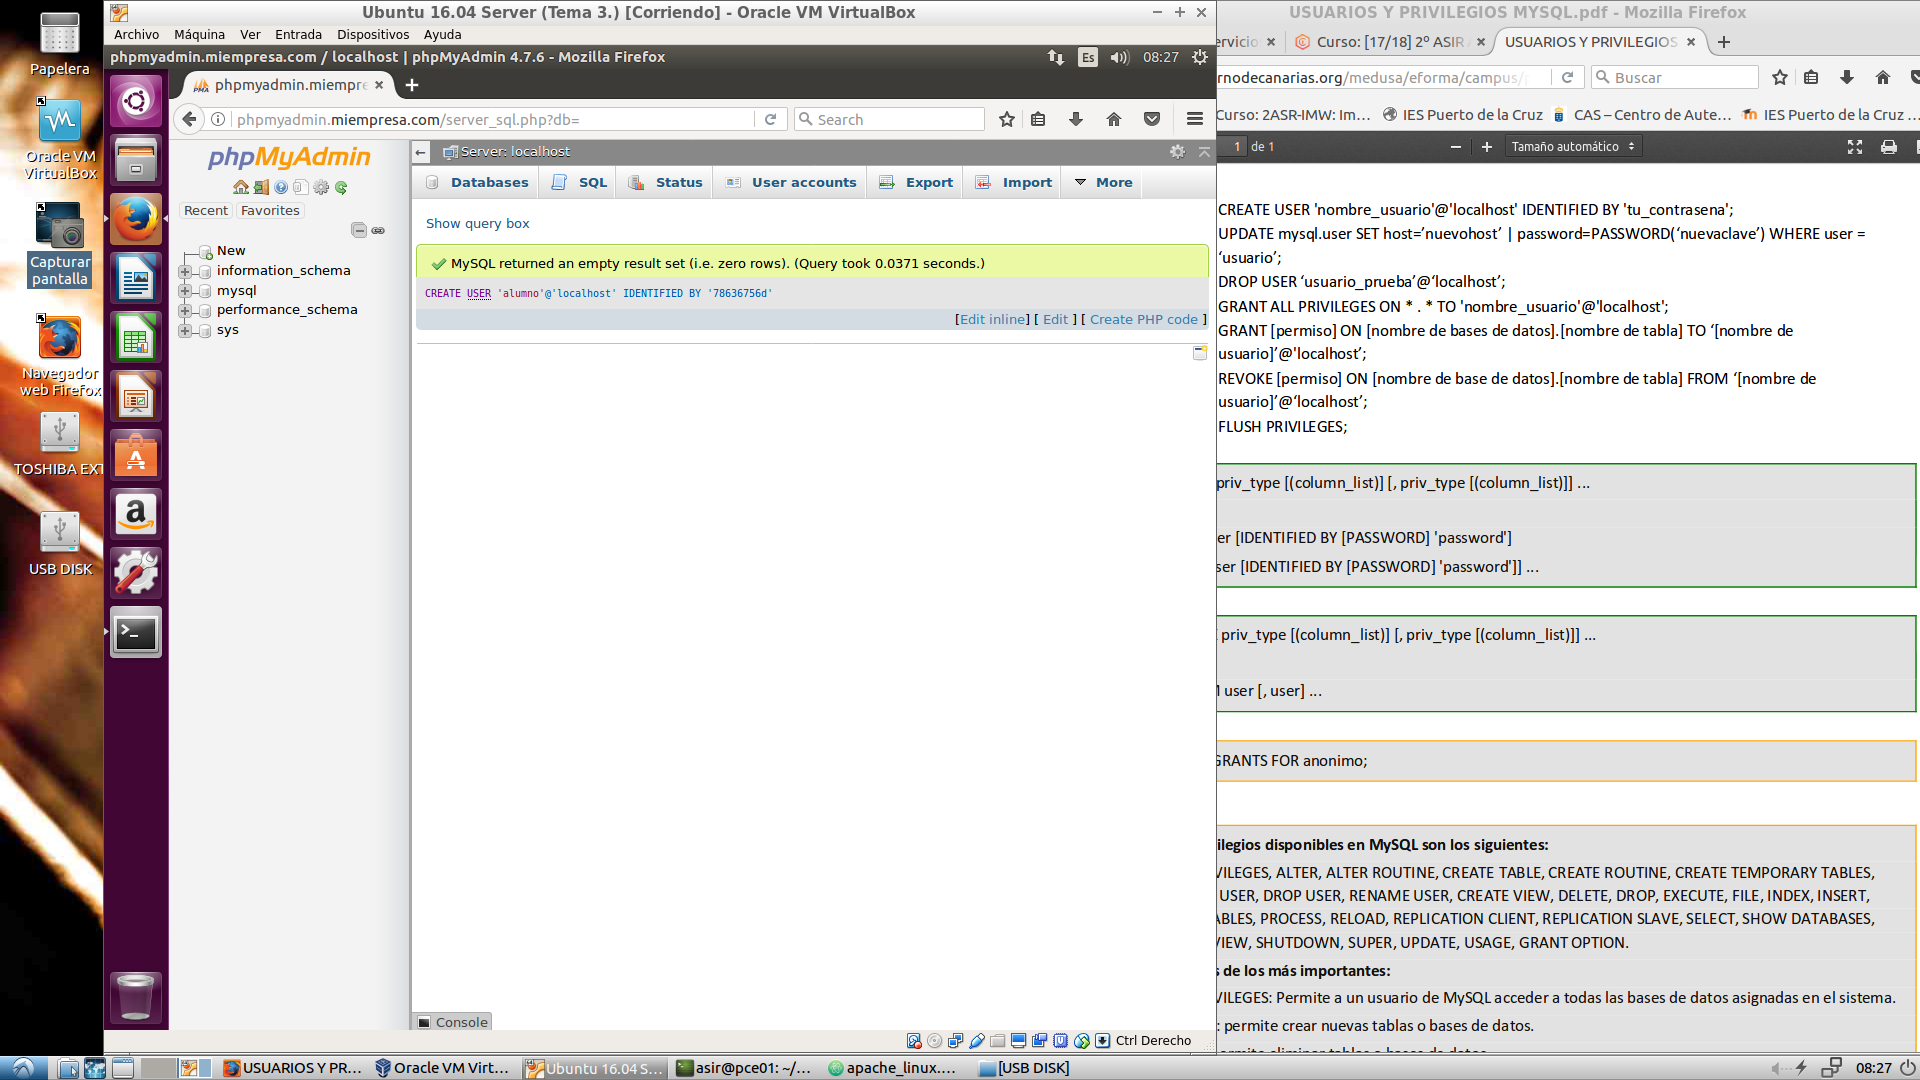 Papelera
Oracle VM
VirtualBox
Capturar
pantalla
Navegador
web Firefox
TOSHIBA EXT
USB DISK
Ubuntu 16.04 Server (Tema 3.) [Corriendo] - Oracle VM VirtualBox
Archivo Máquina Ver Entrada Dispositivos Ayuda
phpmyadmin.miempresa.com / localhost | phpMyAdmin 4.7.6 - Mozilla Firefox
Es 08:27
phpmyadmin.miempre
phpmyadmin.miempresa.com/server_sql.php?db=
Search
phpMyAdmin
Recent Favorites
New
information_schema
mysql
performance_schema
sys
Server: localhost
Databases SQL Status User accounts Export Import More
Show query box
MySQL returned an empty result set (i.e. zero rows). (Query took 0.0371 seconds.)
CREATE USER 'alumno'@'localhost' IDENTIFIED BY '78636756d'
[Edit inline] [ Edit ] [ Create PHP code ]
Console
Ctrl Derecho
USUARIOS Y PRIVILEGIOS MYSQL.pdf - Mozilla Firefox
ervicio Curso: [17/18] 2º ASIR USUARIOS Y PRIVILEGIOS
rnodecanarias.org/medusa/eforma/campus/
Buscar
Curso: 2ASR-IMW: Im... IES Puerto de la Cruz CAS – Centro de Aute... IES Puerto de la Cruz ...
1 de 1
Tamaño automático
CREATE USER 'nombre_usuario'@'localhost' IDENTIFIED BY 'tu_contrasena';
UPDATE mysql.user SET host=’nuevohost’ | password=PASSWORD(‘nuevaclave’) WHERE user =
‘usuario’;
DROP USER ‘usuario_prueba’@‘localhost’;
GRANT ALL PRIVILEGES ON * . * TO 'nombre_usuario'@'localhost';
GRANT [permiso] ON [nombre de bases de datos].[nombre de tabla] TO ‘[nombre de
usuario]’@'localhost’;
REVOKE [permiso] ON [nombre de base de datos].[nombre de tabla] FROM ‘[nombre de
usuario]’@‘localhost’;
FLUSH PRIVILEGES;
priv_type [(column_list)] [, priv_type [(column_list)]] ...
er [IDENTIFIED BY [PASSWORD] 'password']
ser [IDENTIFIED BY [PASSWORD] 'password']] ...
priv_type [(column_list)] [, priv_type [(column_list)]] ...
user [, user] ...
GRANTS FOR anonimo;
ilegios disponibles en MySQL son los siguientes:
VILEGES, ALTER, ALTER ROUTINE, CREATE TABLE, CREATE ROUTINE, CREATE TEMPORARY TABLES,
USER, DROP USER, RENAME USER, CREATE VIEW, DELETE, DROP, EXECUTE, FILE, INDEX, INSERT,
ABLES, PROCESS, RELOAD, REPLICATION CLIENT, REPLICATION SLAVE, SELECT, SHOW DATABASES,
VIEW, SHUTDOWN, SUPER, UPDATE, USAGE, GRANT OPTION.
s de los más importantes:
VILEGES: Permite a un usuario de MySQL acceder a todas las bases de datos asignadas en el sistema.
: permite crear nuevas tablas o bases de datos.
USUARIOS Y PR... Oracle VM Virt... Ubuntu 16.04 S... asir@pce01: ~/... apache_linux.... [USB DISK] 08:27